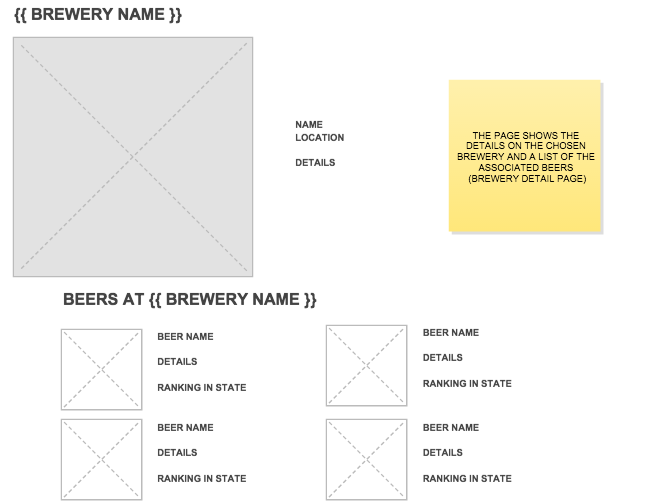 {{ BREWERY NAME }}
NAME
LOCATION
DETAILS
THE PAGE SHOWS THE
DETAILS ON THE CHOSEN
BREWERY AND A LIST OF THE
ASSOCIATED BEERS
(BREWERY DETAIL PAGE)
BEERS AT {{ BREWERY NAME }}
BEER NAME
DETAILS
RANKING IN STATE
BEER NAME
DETAILS
RANKING IN STATE
BEER NAME
DETAILS
RANKING IN STATE
BEER NAME
DETAILS
RANKING IN STATE